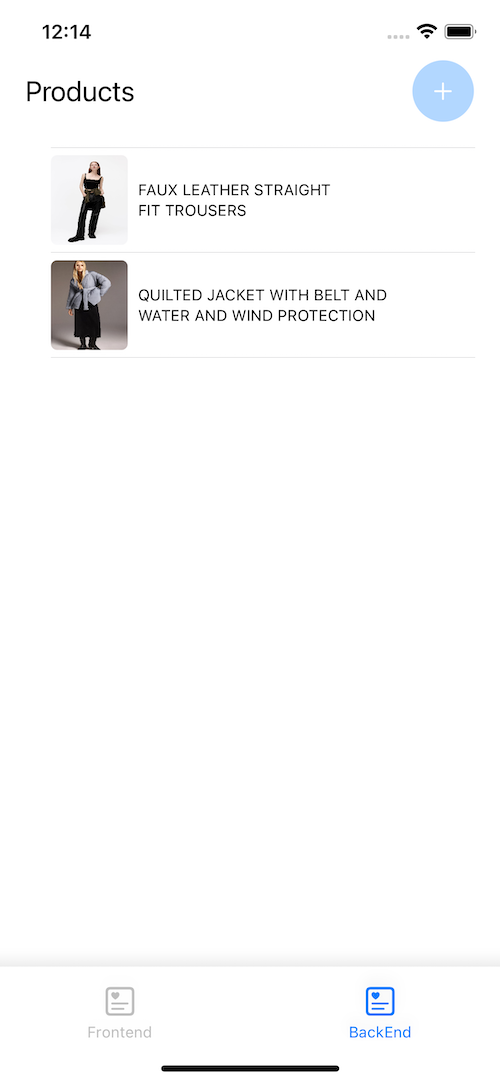 12:14
Products
FAUX LEATHER STRAIGHT
FIT TROUSERS
QUILTED JACKET WITH BELT AND
WATER AND WIND PROTECTION
Frontend
BackEnd